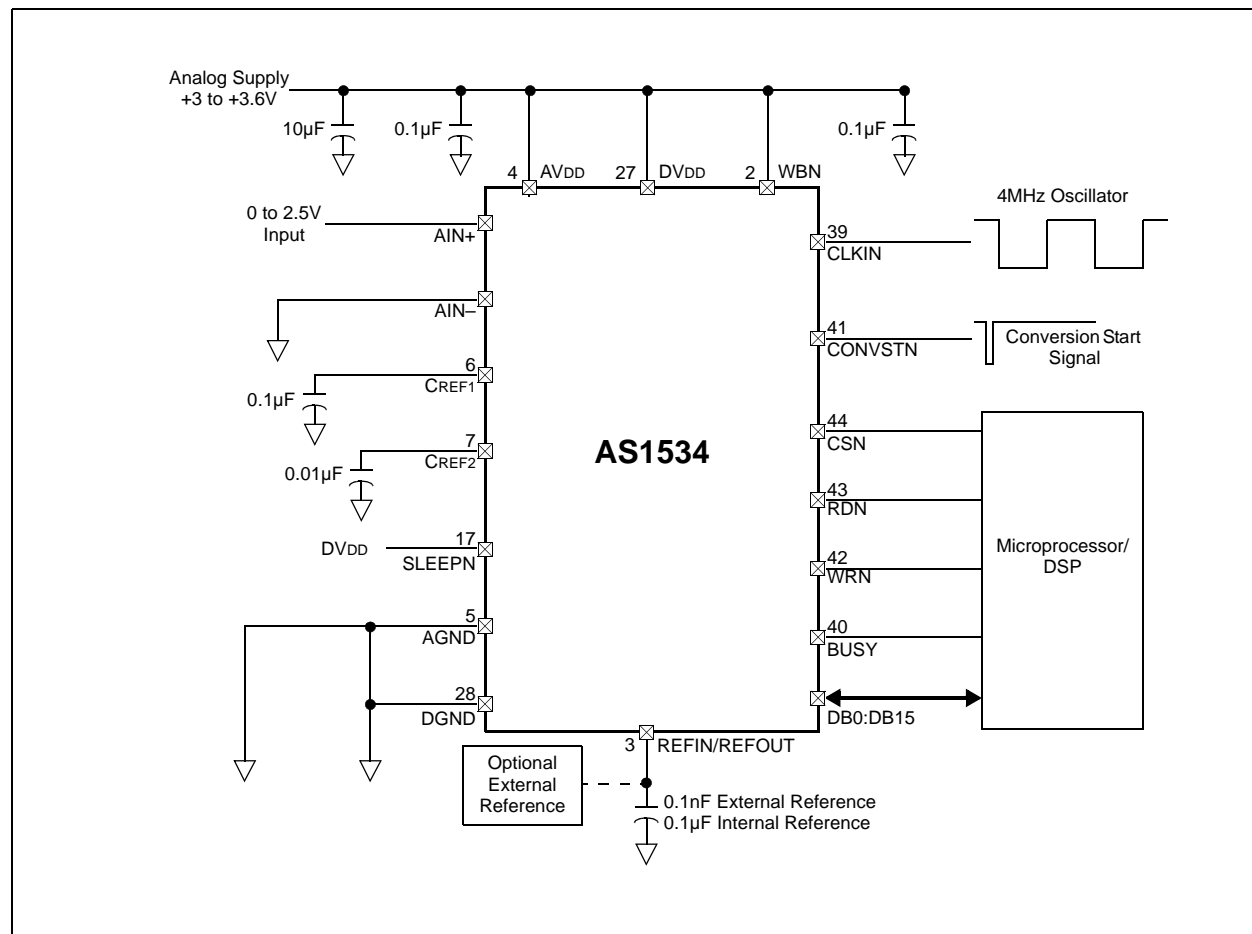 Analog Supply
+3 to +3.6V
10µF
0.1µF
0.1µF
4
AVDD
27
DVDD
2
WBN
0 to 2.5V
Input
AIN+
AIN–
6
CREF1
0.1µF
7
CREF2
0.01µF
DVDD
17
SLEEPN
5
AGND
28
DGND
AS1534
4MHz Oscillator
39
CLKIN
41
CONVSTN
Conversion Start
Signal
44
CSN
43
RDN
42
WRN
40
BUSY
DB0:DB15
Microprocessor/
DSP
3
REFIN/REFOUT
Optional
External
Reference
0.1nF External Reference
0.1µF Internal Reference